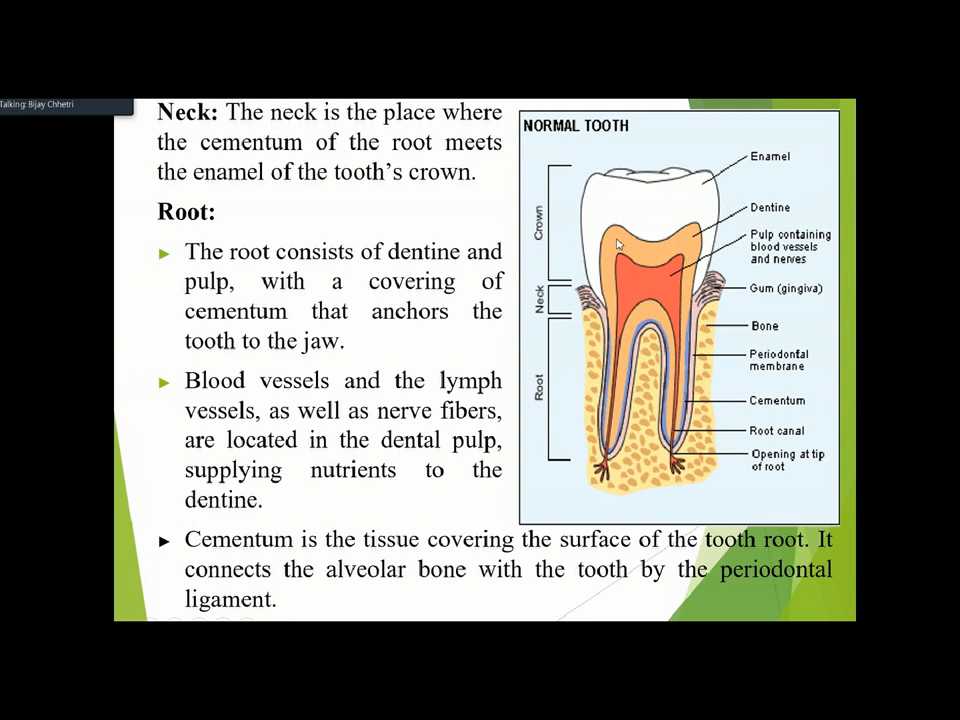 Talking: Bijay Chhetri
Neck: The neck is the place where
the cementum of the root meets
the enamel of the tooth's crown.
Root:
► The root consists of dentine and
pulp, with a covering of
cementum that anchors the
tooth to the jaw.
► Blood vessels and the lymph
vessels, as well as nerve fibers,
are located in the dental pulp,
supplying nutrients to the
dentine.
► Cementum is the tissue covering the surface of the tooth root. It
connects the alveolar bone with the tooth by the periodontal
ligament.
NORMAL TOOTH
Crown
Neck
Root
Enamel
Dentine
Pulp containing
blood vessels
and nerves
Gum (gingiva)
Bone
Periodontal
membrane
Cementum
Root canal
Opening at tip
of root